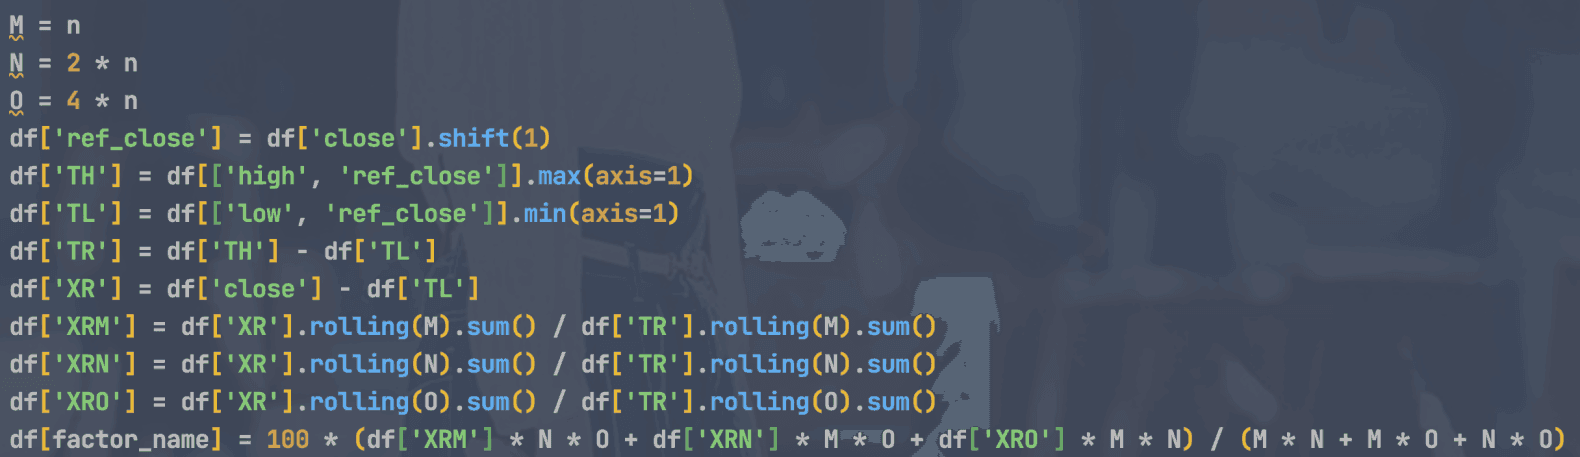 M = n
N = 2 * n
O = 4 * n
df['ref_close'] = df['close'].shift(1)
df['TH'] = df[['high', 'ref_close']].max(axis=1)
df['TL'] = df[['low', 'ref_close']].min(axis=1)
df['TR'] = df['TH'] - df['TL']
df['XR'] = df['close'] - df['TL']
df['XRM'] = df['XR'].rolling(M).sum() / df['TR'].rolling(M).sum()
df['XRN'] = df['XR'].rolling(N).sum() / df['TR'].rolling(N).sum()
df['XRO'] = df['XR'].rolling(O).sum() / df['TR'].rolling(O).sum()
df[factor_name] = 100 * (df['XRM'] * N * O + df['XRN'] * M * O + df['XRO'] * M * N) / (M * N + M * O + N * O)